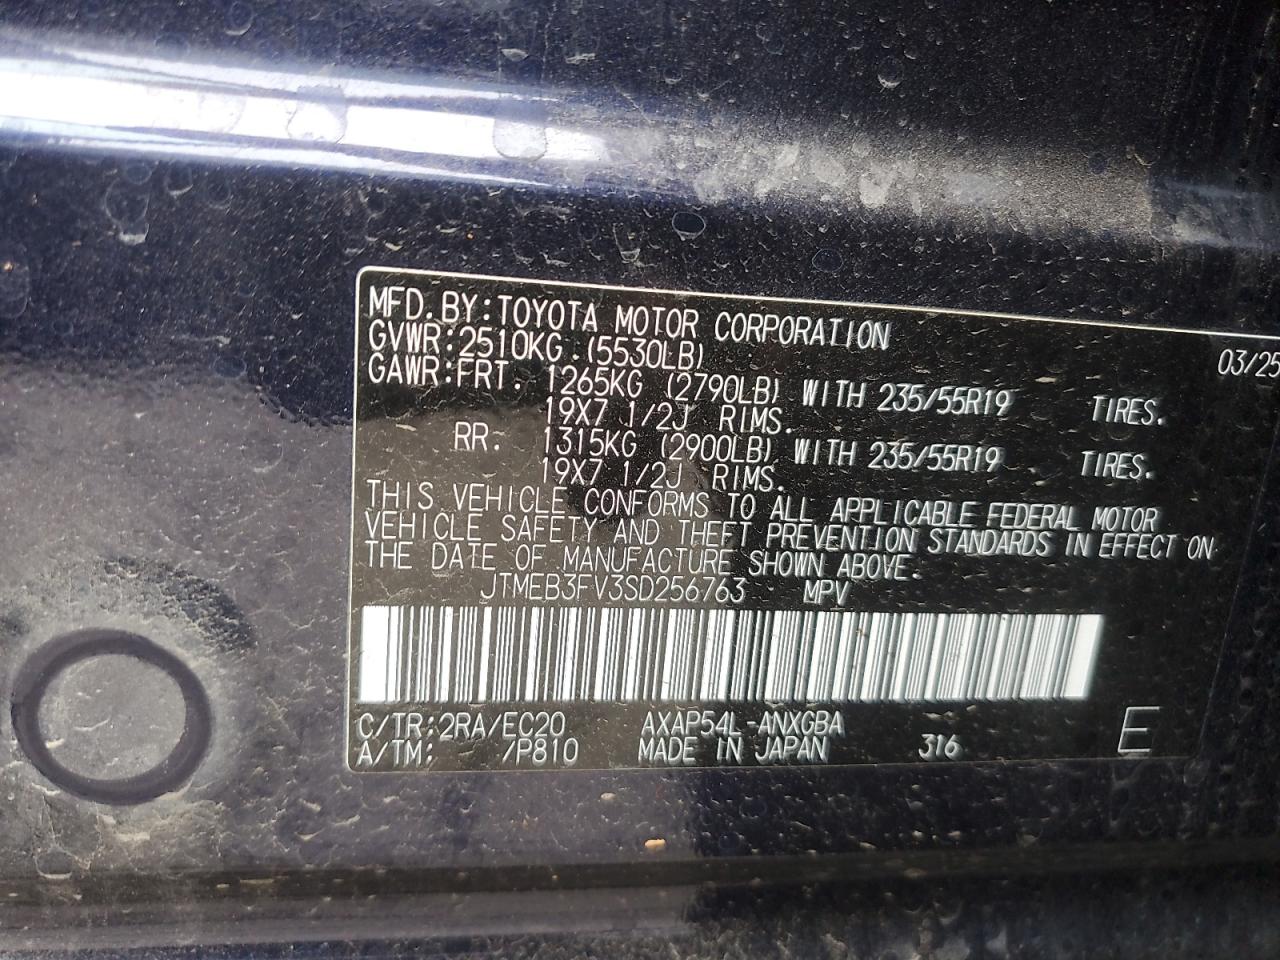 MFD. BY: TOYOTA MOTOR CORPORATION 03/25
GVWR: 2510KG (5530LB)
GAWR: FRT. 1265KG (2790LB) WITH 235/55R19 TIRES.
19X7 1/2J RIMS.
RR. 1315KG (2900LB) WITH 235/55R19 TIRES.
19X7 1/2J RIMS.
THIS VEHICLE CONFORMS TO ALL APPLICABLE FEDERAL MOTOR
VEHICLE SAFETY AND THEFT PREVENTION STANDARDS IN EFFECT ON
THE DATE OF MANUFACTURE SHOWN ABOVE.
JTMEB3FV3SD256763 MPV
C/TR: 2RA/EC20 AXAP54L-ANXGBA
A/TM: /P810 MADE IN JAPAN 316 E